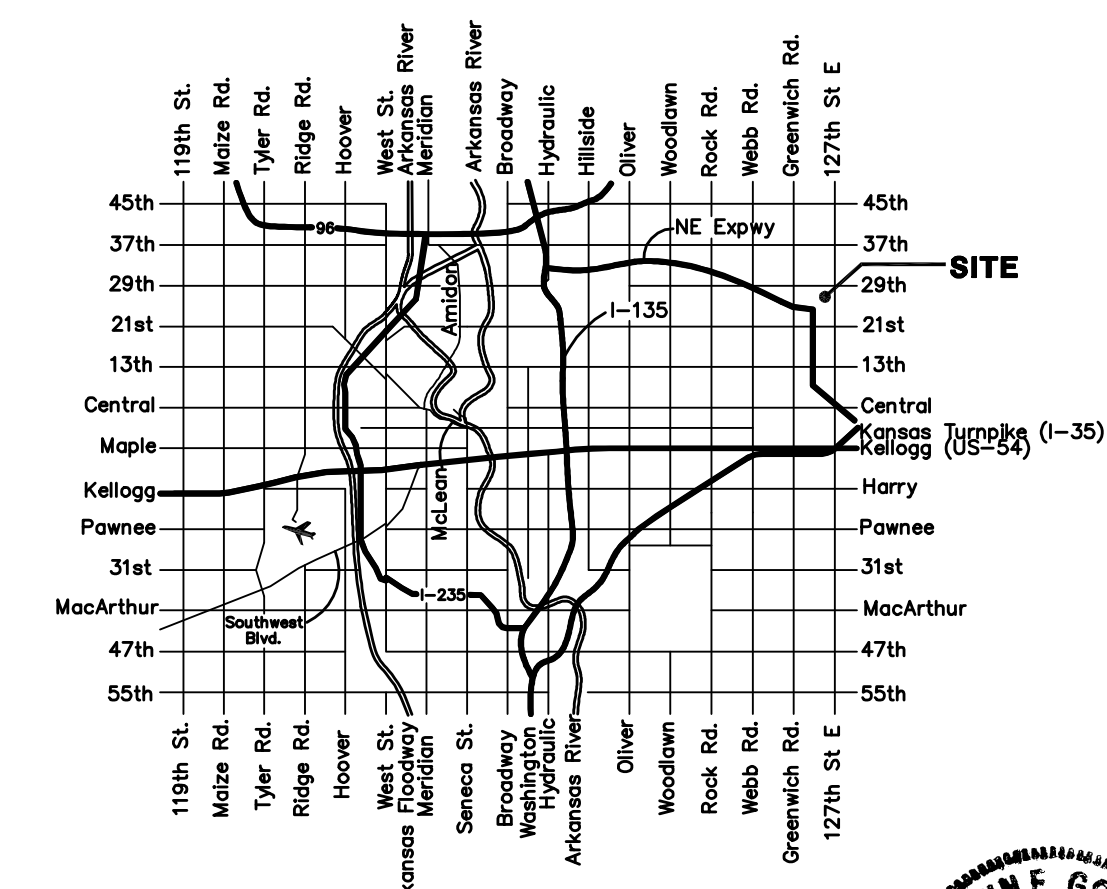 119th St.
Maize Rd.
Tyler Rd.
Ridge Rd.
Hoover
West St.
Arkansas River
Meridian
Arkansas River
Broadway
Hydraulic
Hillside
Oliver
Woodlawn
Rock Rd.
Webb Rd.
Greenwich Rd.
127th St E
45th
45th
96
NE Expwy
37th
37th
SITE
29th
29th
Amidon
I-135
21st
21st
13th
13th
Central
Central
Kansas Turnpike (I-35)
Maple
Kellogg (US-54)
Kellogg
Harry
McLean
Pawnee
Pawnee
31st
31st
I-235
MacArthur
MacArthur
Southwest
Blvd.
47th
47th
55th
55th
119th St.
Maize Rd.
Tyler Rd.
Ridge Rd.
Hoover
West St.
kansas Floodway
Meridian
Seneca St.
Broadway
Washington
Hydraulic
Arkansas River
Oliver
Woodlawn
Rock Rd.
Webb Rd.
Greenwich Rd.
127th St E